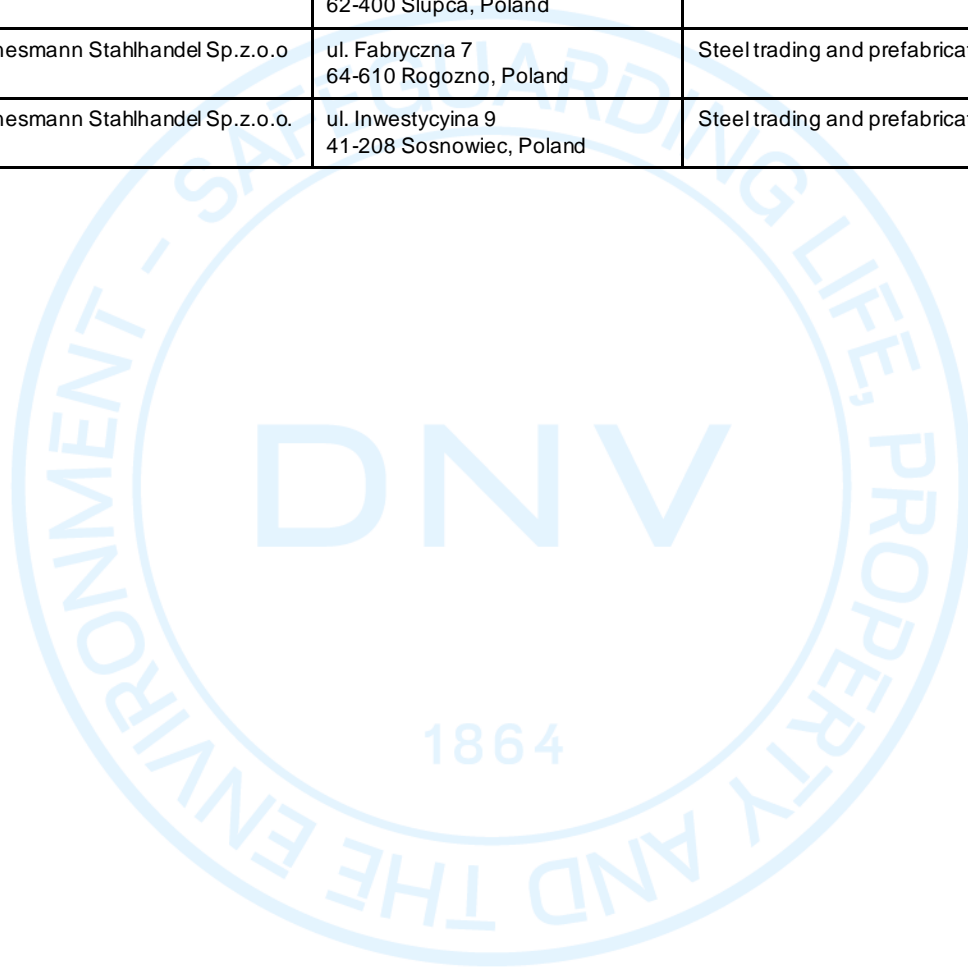 62-400 Slupca, Poland
nesmann Stahlhandel Sp.z.o.o
ul. Fabryczna 7
64-610 Rogozno, Poland
Steel trading and prefabricat
nesmann Stahlhandel Sp.z.o.o.
ul. Inwestycyina 9
41-208 Sosnowiec, Poland
Steel trading and prefabricat
SAFEGUARDING LIFE, PROPERTY AND THE ENVIRONMENT -
DNV
1864